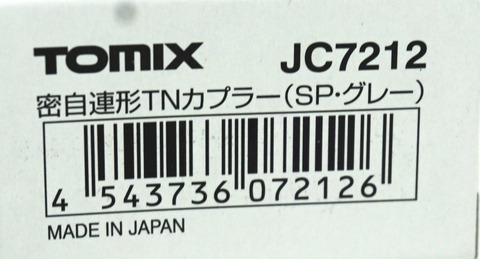 TOMIX JC7212
密自連形TNカプラー(SP・グレー)
4 543736 072126
MADE IN JAPAN